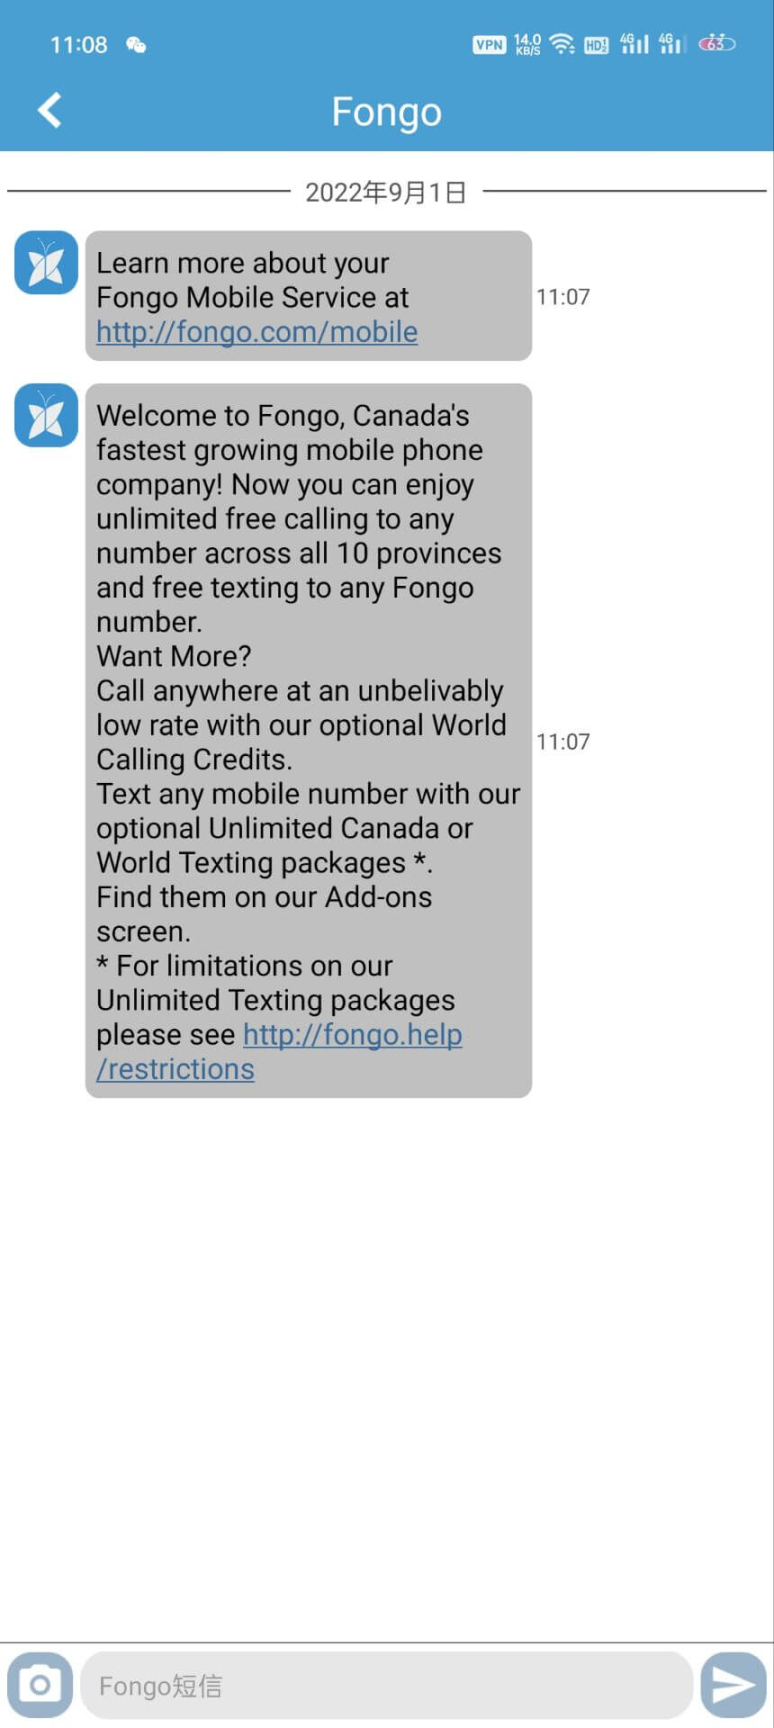 11:08
VPN 14.0 KB/S HD 4G 4G 63
Fongo
2022年9月1日
Learn more about your
Fongo Mobile Service at
http://fongo.com/mobile
11:07
Welcome to Fongo, Canada's
fastest growing mobile phone
company! Now you can enjoy
unlimited free calling to any
number across all 10 provinces
and free texting to any Fongo
number.
Want More?
Call anywhere at an unbelivably
low rate with our optional World
Calling Credits.
Text any mobile number with our
optional Unlimited Canada or
World Texting packages *.
Find them on our Add-ons
screen.
* For limitations on our
Unlimited Texting packages
please see http://fongo.help
/restrictions
11:07
Fongo短信